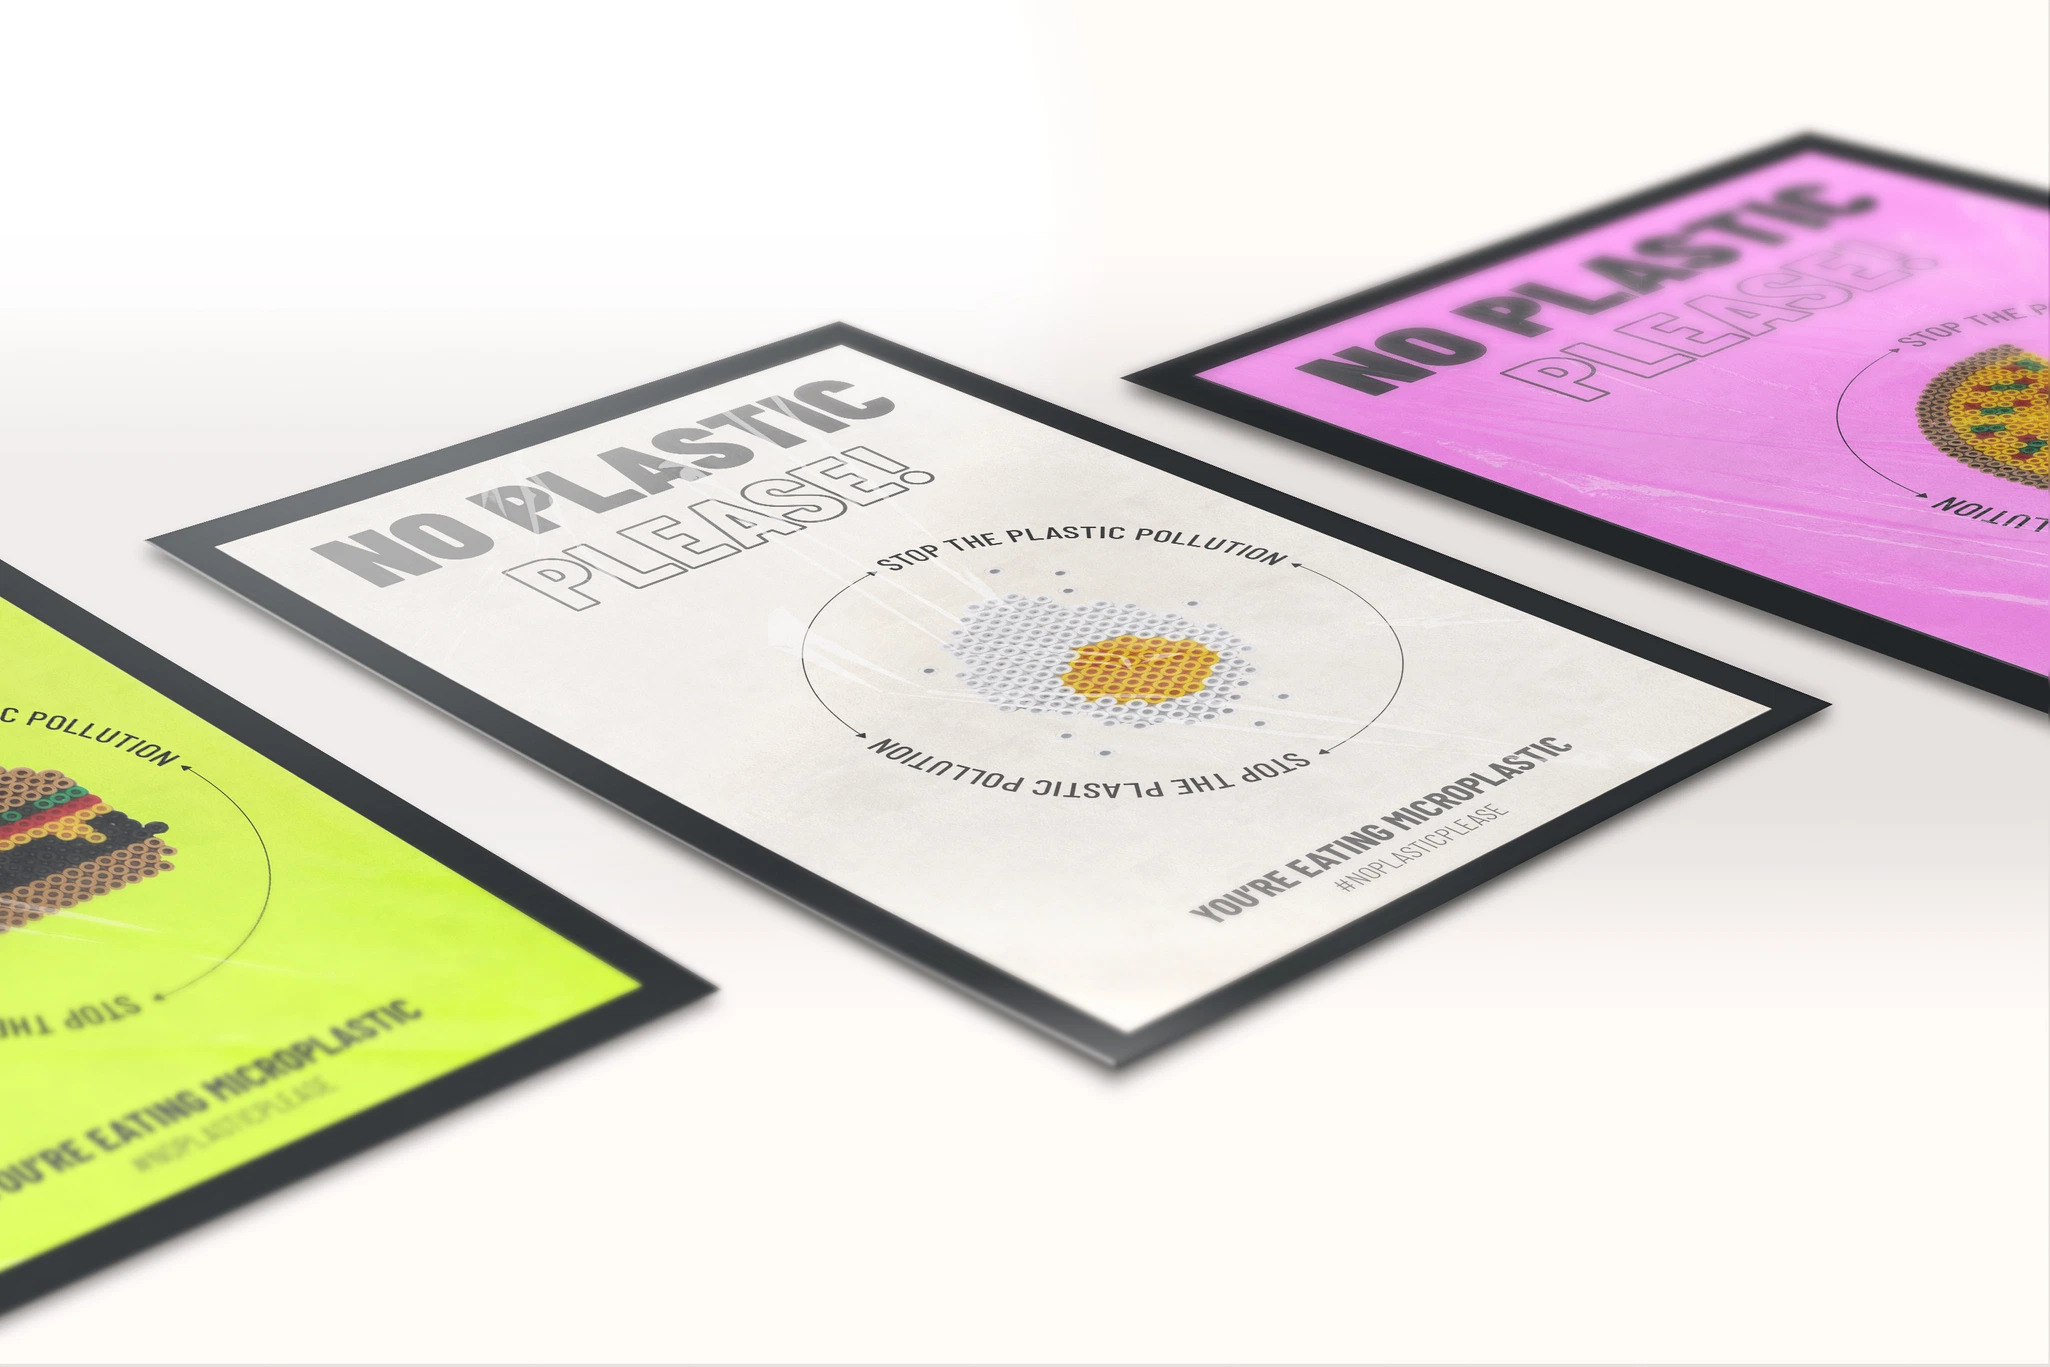 C POLLUTION
STOP TH
YOU'RE EATING MICROPLASTIC
#NOPLASTICPLEASE
NO PLASTIC
PLEASE!
STOP THE PLASTIC POLLUTION
STOP THE PLASTIC POLLUTION
YOU'RE EATING MICROPLASTIC
#NOPLASTICPLEASE
NO PLASTIC
PLEASE!
STOP THE P
LUTION